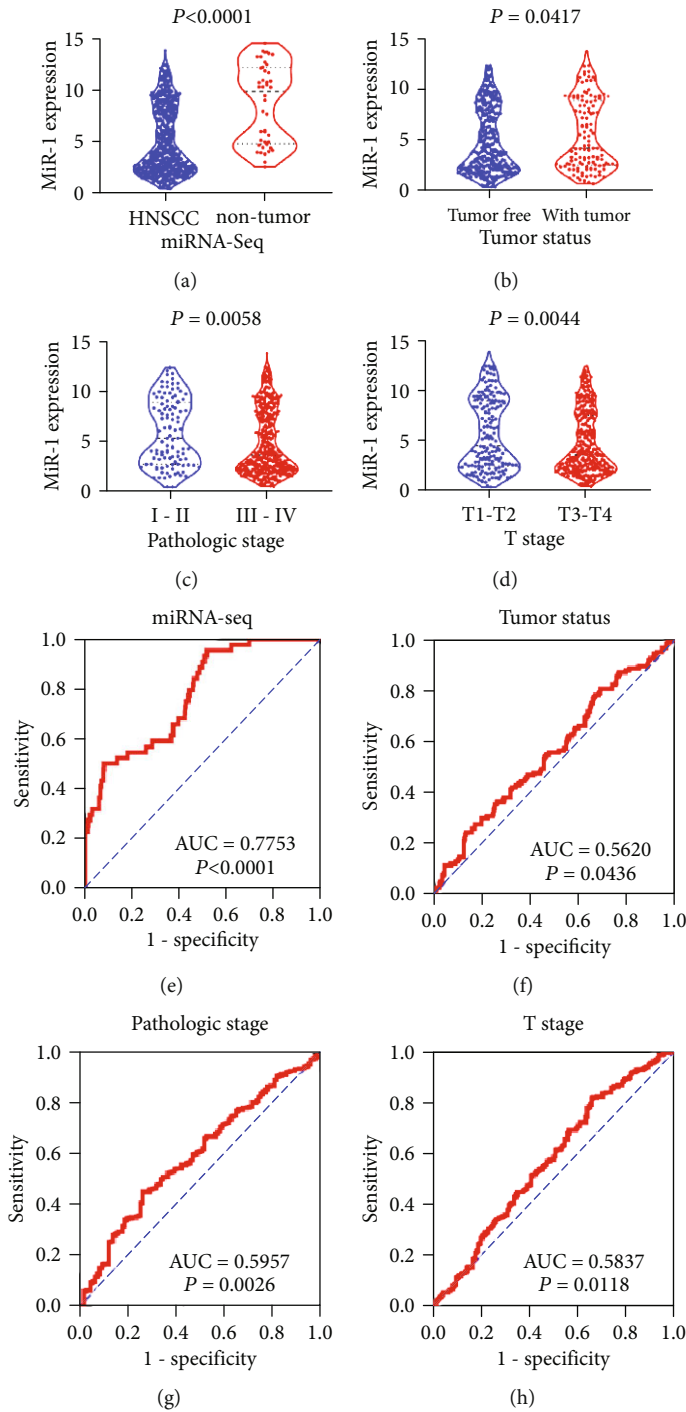 P<0.0001
MiR-1 expression
15
10
5
0
HNSCC non-tumor
miRNA-Seq
(a)
P = 0.0417
MiR-1 expression
15
10
5
0
Tumor free With tumor
Tumor status
(b)
P = 0.0058
MiR-1 expression
15
10
5
0
I - II III - IV
Pathologic stage
(c)
P = 0.0044
MiR-1 expression
15
10
5
0
T1-T2 T3-T4
T stage
(d)
miRNA-seq
Sensitivity
1.0
0.8
0.6
0.4
0.2
0.0
AUC = 0.7753
P<0.0001
0.0 0.2 0.4 0.6 0.8 1.0
1 - specificity
(e)
Tumor status
Sensitivity
1.0
0.8
0.6
0.4
0.2
0.0
AUC = 0.5620
P = 0.0436
0.0 0.2 0.4 0.6 0.8 1.0
1 - specificity
(f)
Pathologic stage
Sensitivity
1.0
0.8
0.6
0.4
0.2
0.0
AUC = 0.5957
P = 0.0026
0.0 0.2 0.4 0.6 0.8 1.0
1 - specificity
(g)
T stage
Sensitivity
1.0
0.8
0.6
0.4
0.2
0.0
AUC = 0.5837
P = 0.0118
0.0 0.2 0.4 0.6 0.8 1.0
1 - specificity
(h)